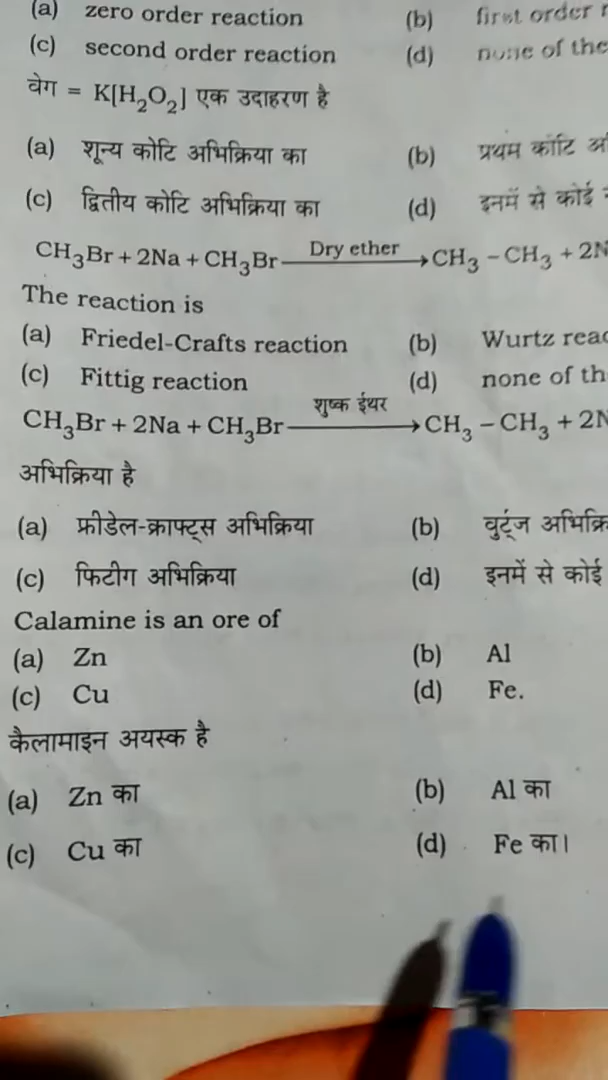 (a) zero order reaction (b) first order
(c) second order reaction (d) none of the
वेग = K[H₂O₂] एक उदाहरण है
(a) शून्य कोटि अभिक्रिया का (b) प्रथम कोटि
(c) द्वितीय कोटि अभिक्रिया का (d) इनमें से कोई
CH₃Br + 2Na + CH₃Br —Dry ether→ CH₃ – CH₃ + 2N
The reaction is
(a) Friedel-Crafts reaction (b) Wurtz reac
(c) Fittig reaction (d) none of th
CH₃Br + 2Na + CH₃Br —शुष्क ईथर→ CH₃ – CH₃ + 2N
अभिक्रिया है
(a) फ्रीडेल-क्राफ्ट्स अभिक्रिया (b) वुर्ट्ज अभिक्रि
(c) फिटीग अभिक्रिया (d) इनमें से कोई
Calamine is an ore of
(a) Zn (b) Al
(c) Cu (d) Fe.
कैलामाइन अयस्क है
(a) Zn का (b) Al का
(c) Cu का (d) Fe का।